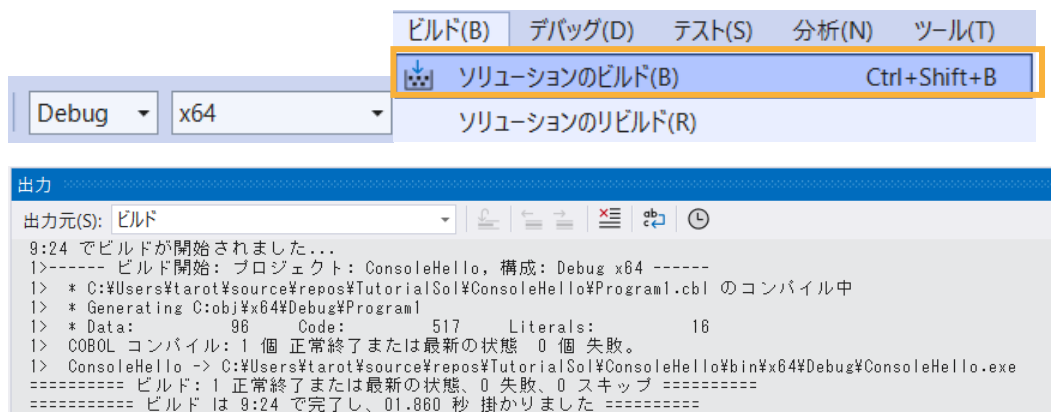 ビルド(B) デバッグ(D) テスト(S) 分析(N) ツール(T)
ソリューションのビルド(B) Ctrl+Shift+B
Debug x64
ソリューションのリビルド(R)
出力
出力元(S): ビルド
9:24 でビルドが開始されました...
1>------ ビルド開始: プロジェクト: ConsoleHello, 構成: Debug x64 ------
1> * C:¥Users¥tarot¥source¥repos¥TutorialSol¥ConsoleHello¥Program1.cbl のコンパイル中
1> * Generating C:obj¥x64¥Debug¥Program1
1> * Data: 96 Code: 517 Literals: 16
1> COBOL コンパイル: 1 個 正常終了または最新の状態 0 個 失敗。
1> ConsoleHello -> C:¥Users¥tarot¥source¥repos¥TutorialSol¥ConsoleHello¥bin¥x64¥Debug¥ConsoleHello.exe
========== ビルド: 1 正常終了または最新の状態、0 失敗、0 スキップ ==========
=========== ビルド は 9:24 で完了し、01.860 秒 掛かりました ==========